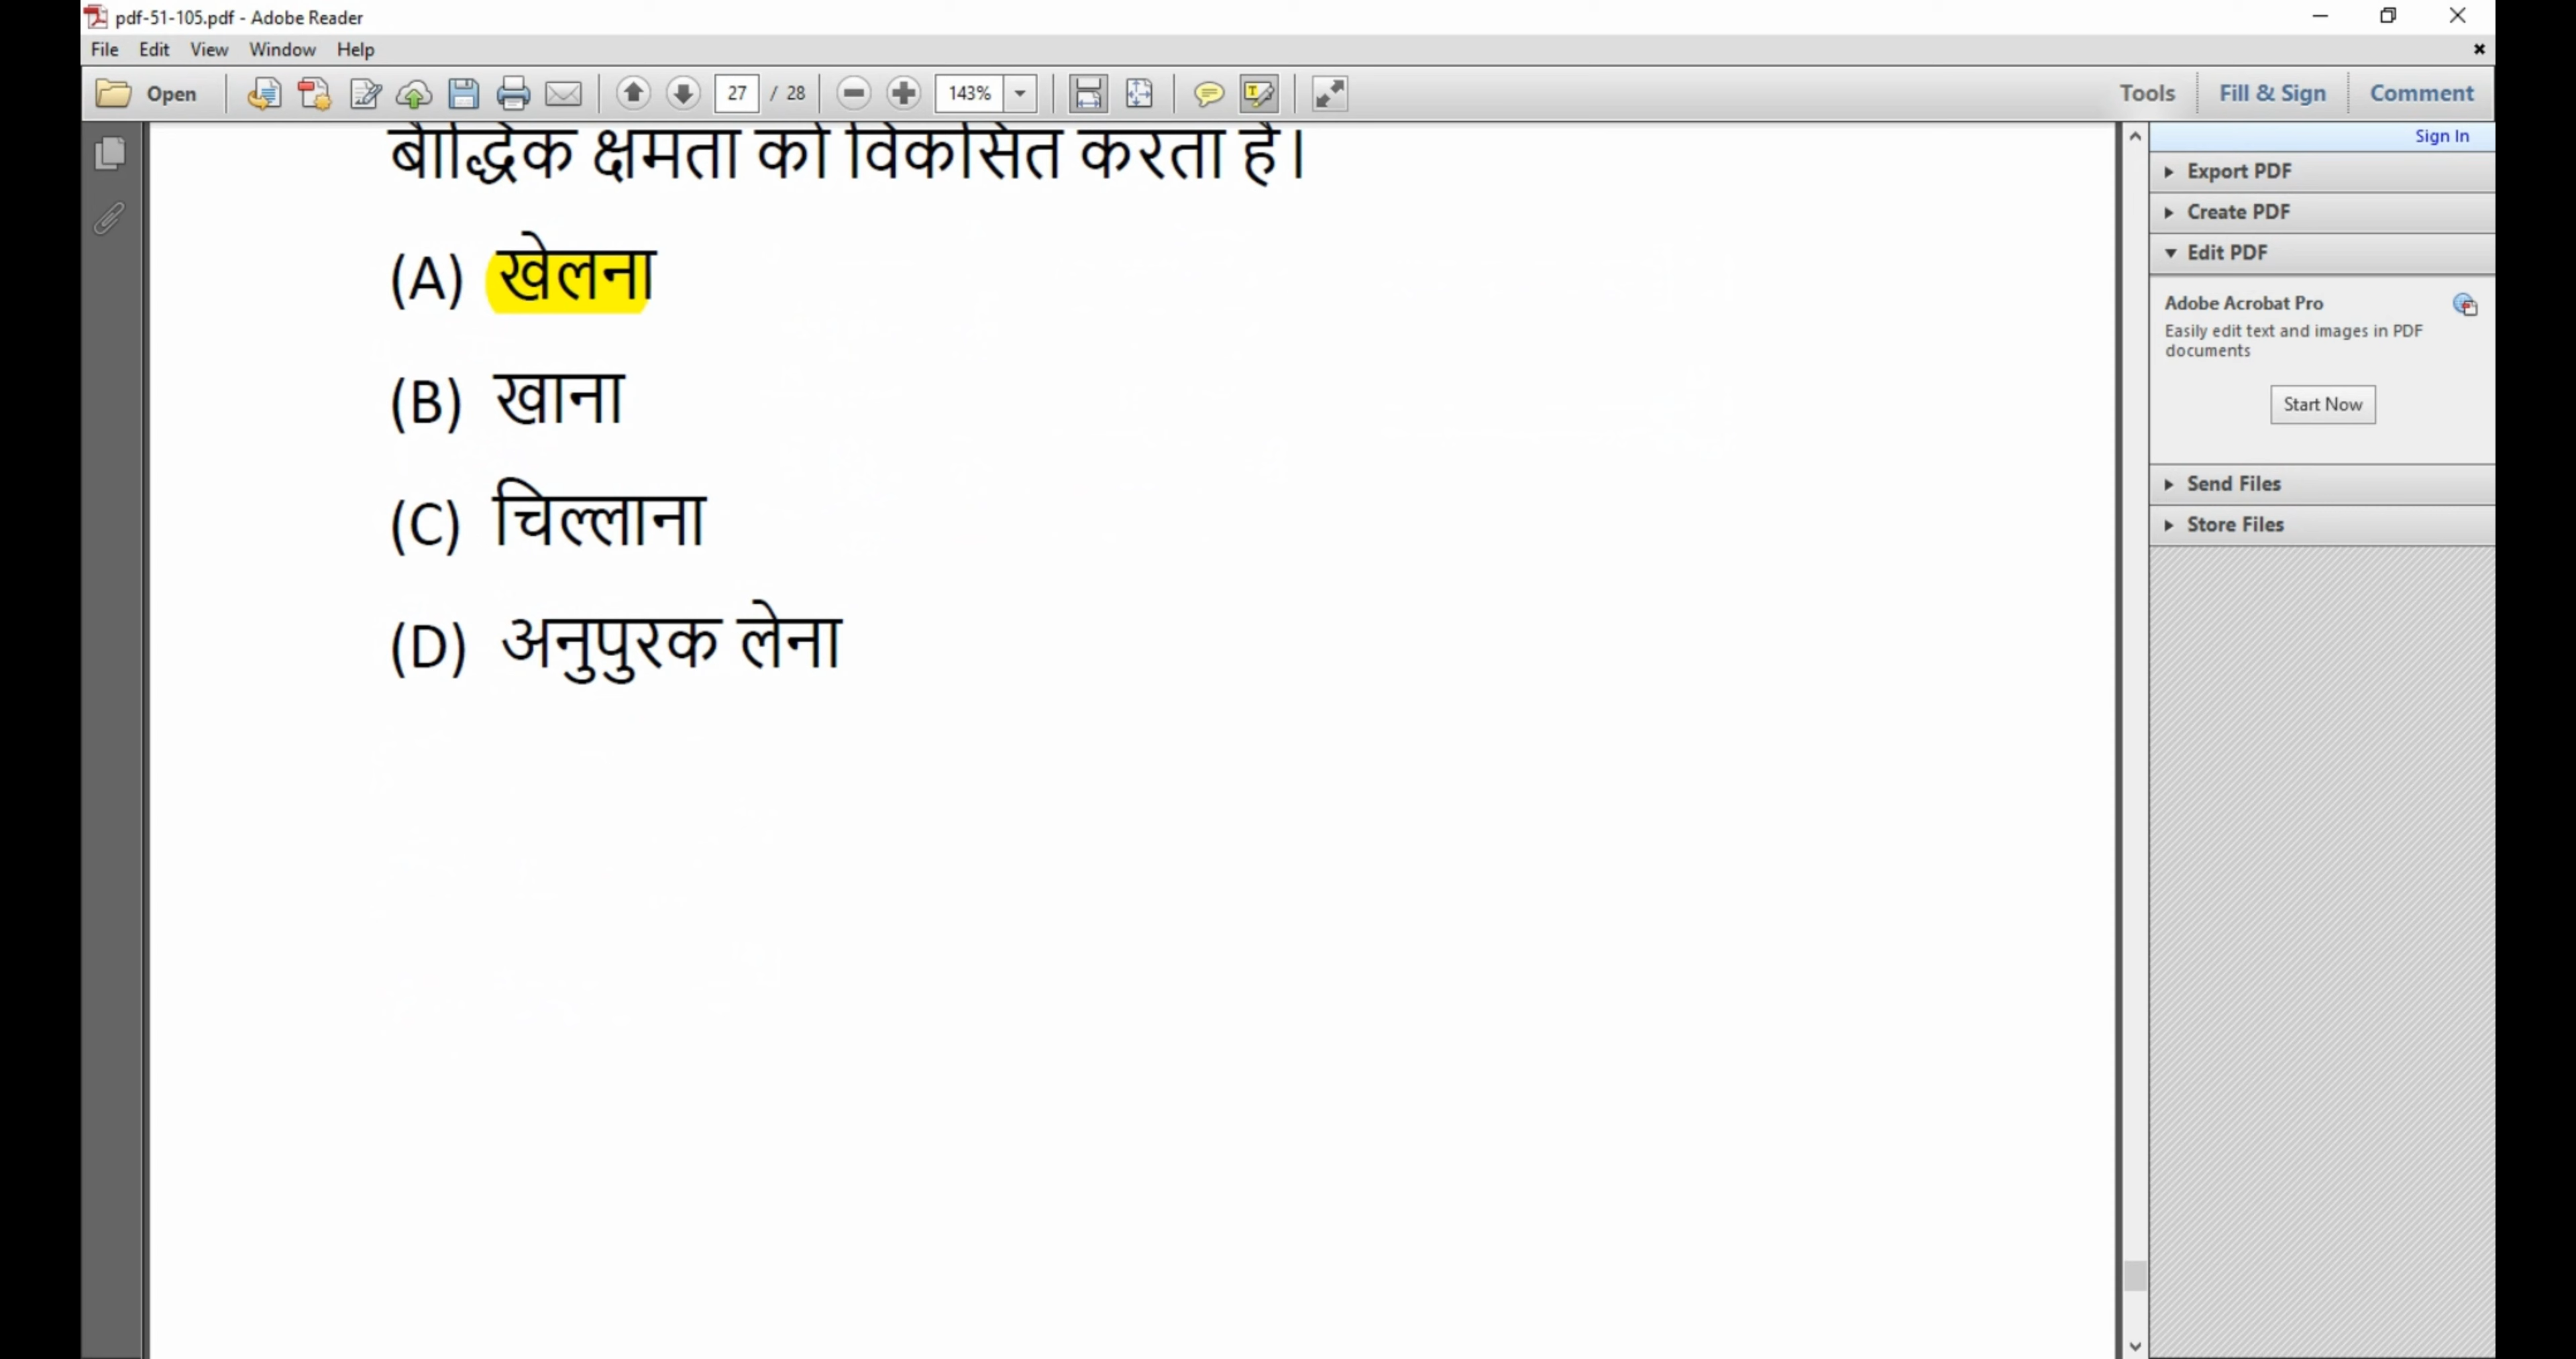 pdf-51-105.pdf - Adobe Reader
File Edit View Window Help
Open 27 / 28 143% Tools Fill & Sign Comment
Sign In
बौद्धिक क्षमता को विकसित करता है।
(A) खेलना
(B) खाना
(C) चिल्लाना
(D) अनुपुरक लेना
Export PDF
Create PDF
Edit PDF
Adobe Acrobat Pro
Easily edit text and images in PDF
documents
Start Now
Send Files
Store Files